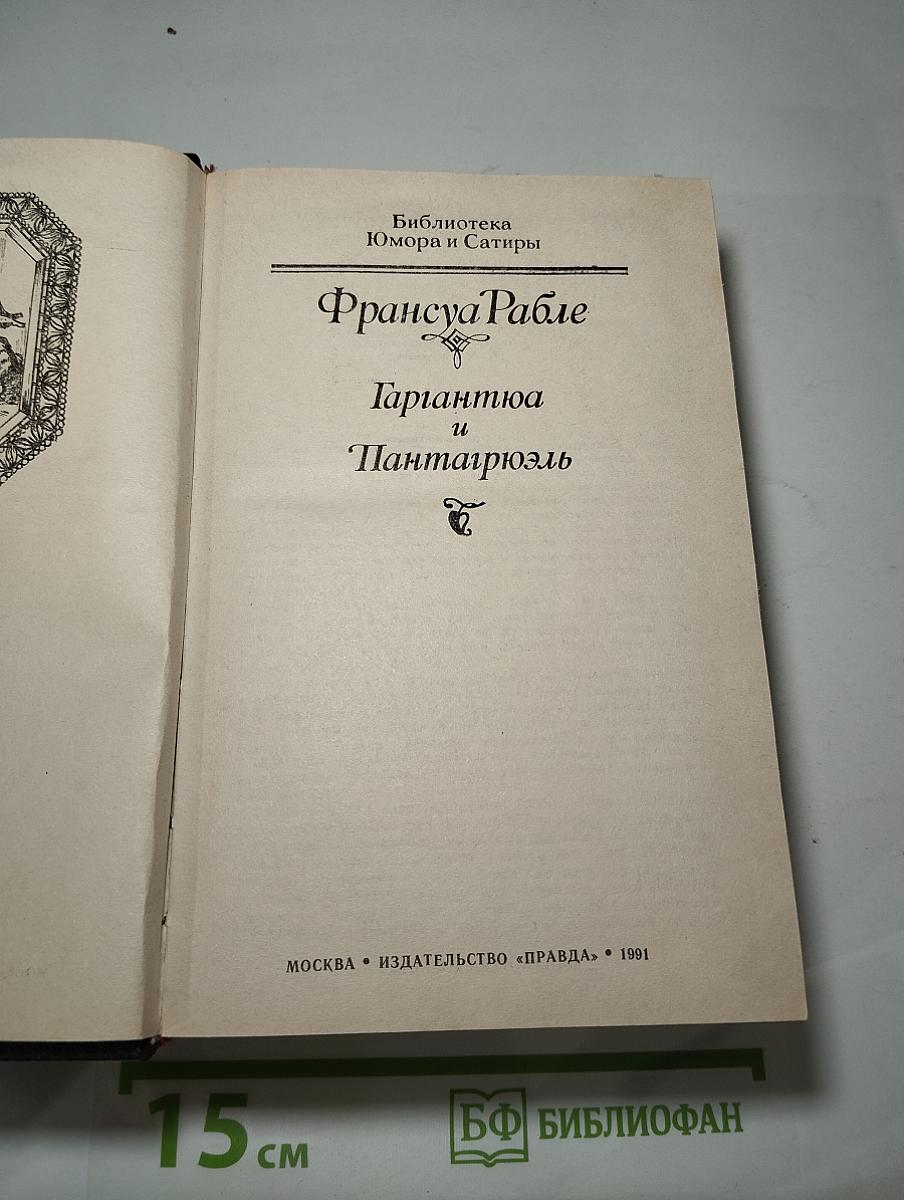 Библиотека
Юмора и Сатиры
Франсуа Рабле
Гаргантюа
и
Пантагрюэль
МОСКВА • ИЗДАТЕЛЬСТВО «ПРАВДА» • 1991
15 см
БФ БИБЛИОФАН